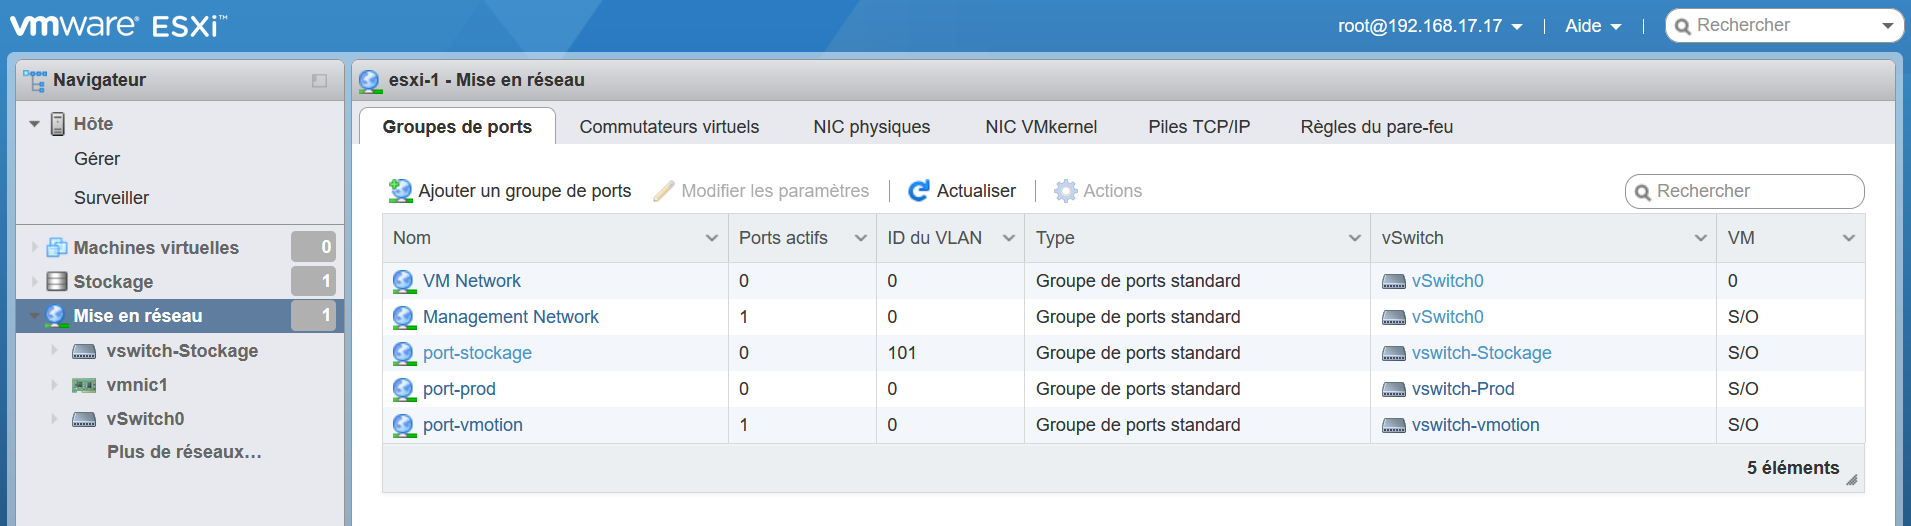 vmware ESXi™
root@192.168.17.17 | Aide | Rechercher
Navigateur
Hôte
Gérer
Surveiller
Machines virtuelles 0
Stockage 1
Mise en réseau 1
vswitch-Stockage
vmnic1
vSwitch0
Plus de réseaux...
esxi-1 - Mise en réseau
Groupes de ports Commutateurs virtuels NIC physiques NIC VMkernel Piles TCP/IP Règles du pare-feu
Ajouter un groupe de ports Modifier les paramètres | Actualiser | Actions Rechercher
Nom Ports actifs ID du VLAN Type vSwitch VM
VM Network 0 0 Groupe de ports standard vSwitch0 0
Management Network 1 0 Groupe de ports standard vSwitch0 S/O
port-stockage 0 101 Groupe de ports standard vswitch-Stockage S/O
port-prod 0 0 Groupe de ports standard vswitch-Prod S/O
port-vmotion 1 0 Groupe de ports standard vswitch-vmotion S/O
5 éléments